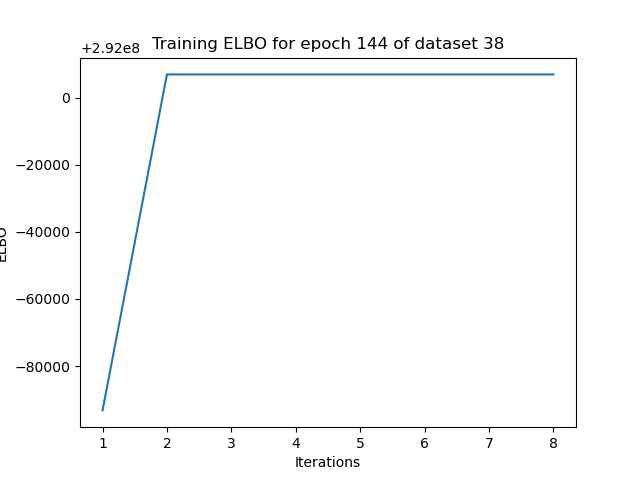 Training ELBO for epoch 144 of dataset 38
+2.92e8
0
−20000
−40000
−60000
−80000
ELBO
1 2 3 4 5 6 7 8
Iterations